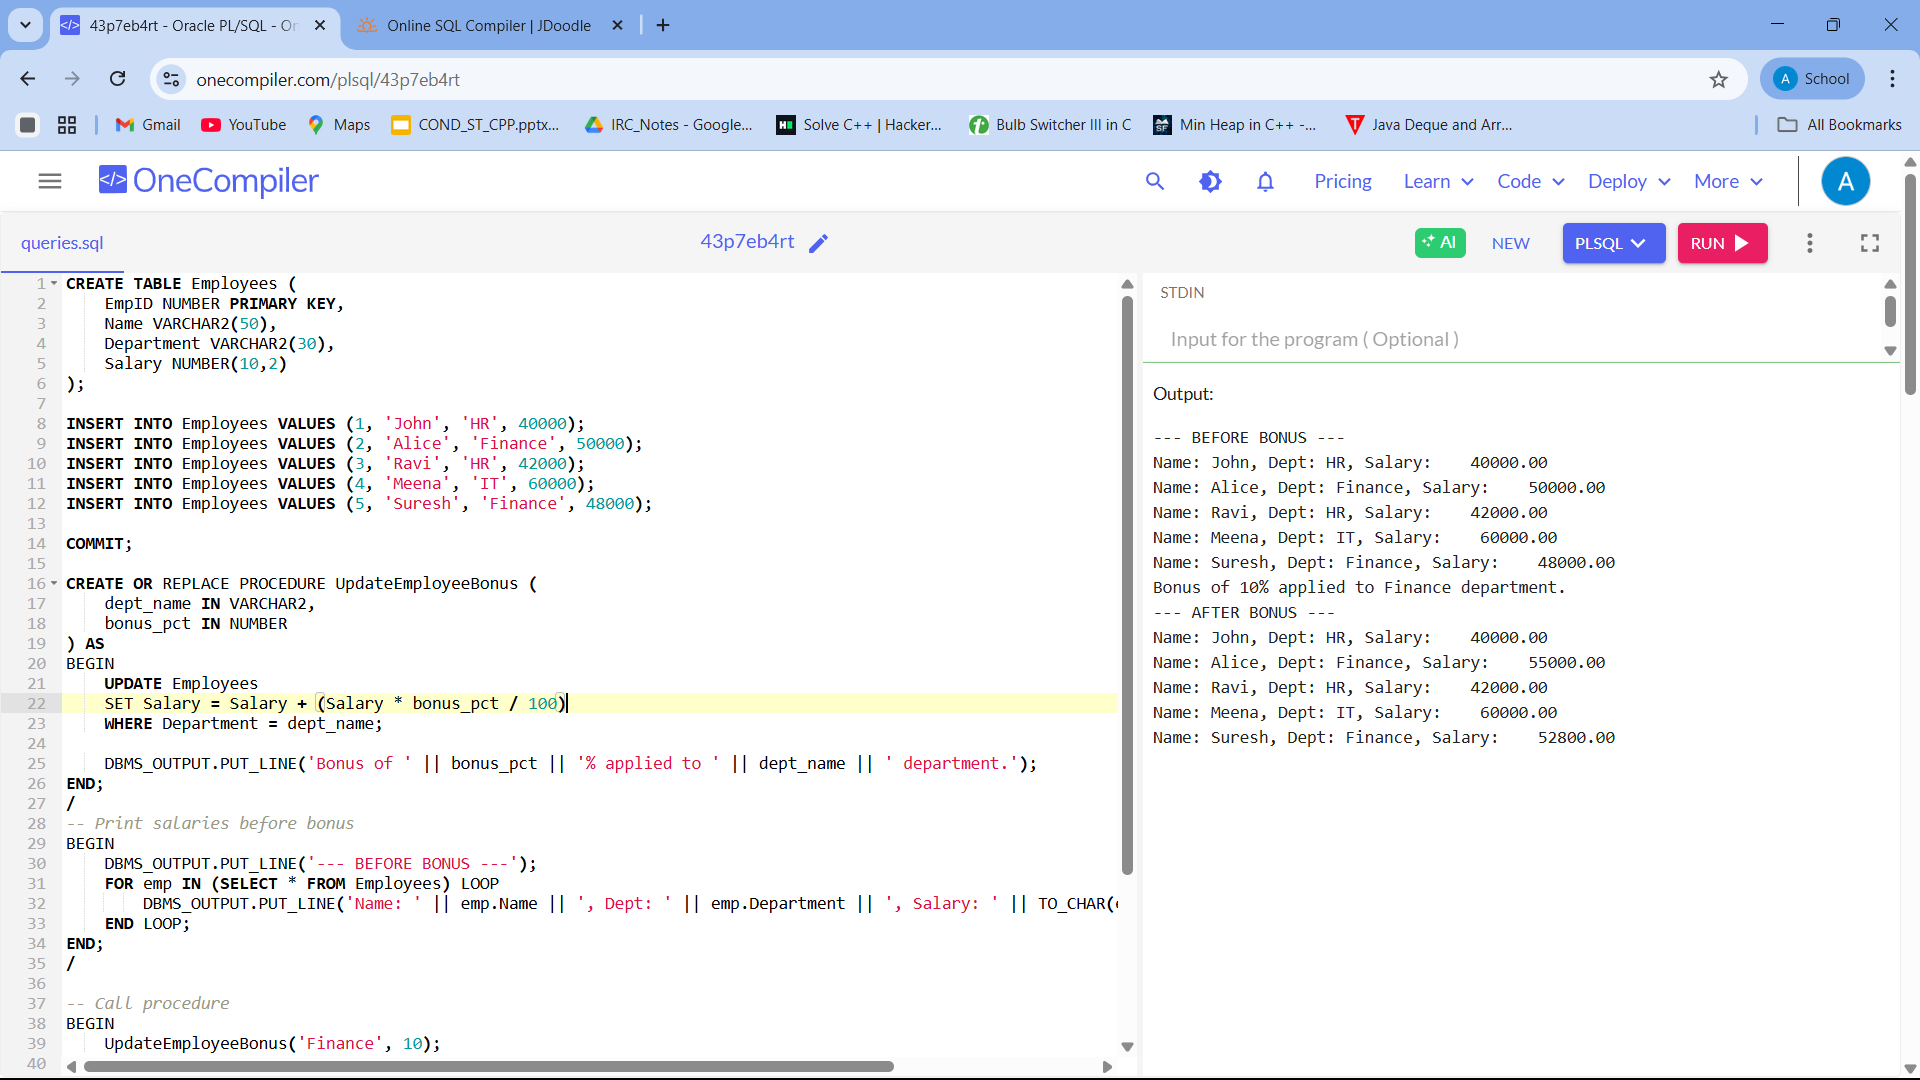 43p7eb4rt - Oracle PL/SQL - On
Online SQL Compiler | JDoodle
onecompiler.com/plsql/43p7eb4rt
A School
Gmail
YouTube
Maps
COND_ST_CPP.pptx...
IRC_Notes - Google...
Solve C++ | Hacker...
Bulb Switcher III in C
Min Heap in C++ -...
Java Deque and Arr...
All Bookmarks
</> OneCompiler
Pricing
Learn
Code
Deploy
More
A
queries.sql
43p7eb4rt
AI
NEW
PLSQL
RUN
1 CREATE TABLE Employees (
2 EmpID NUMBER PRIMARY KEY,
3 Name VARCHAR2(50),
4 Department VARCHAR2(30),
5 Salary NUMBER(10,2)
6 );
7
8 INSERT INTO Employees VALUES (1, 'John', 'HR', 40000);
9 INSERT INTO Employees VALUES (2, 'Alice', 'Finance', 50000);
10 INSERT INTO Employees VALUES (3, 'Ravi', 'HR', 42000);
11 INSERT INTO Employees VALUES (4, 'Meena', 'IT', 60000);
12 INSERT INTO Employees VALUES (5, 'Suresh', 'Finance', 48000);
13
14 COMMIT;
15
16 CREATE OR REPLACE PROCEDURE UpdateEmployeeBonus (
17 dept_name IN VARCHAR2,
18 bonus_pct IN NUMBER
19 ) AS
20 BEGIN
21 UPDATE Employees
22 SET Salary = Salary + (Salary * bonus_pct / 100)
23 WHERE Department = dept_name;
24
25 DBMS_OUTPUT.PUT_LINE('Bonus of ' || bonus_pct || '% applied to ' || dept_name || ' department.');
26 END;
27 /
28 -- Print salaries before bonus
29 BEGIN
30 DBMS_OUTPUT.PUT_LINE('--- BEFORE BONUS ---');
31 FOR emp IN (SELECT * FROM Employees) LOOP
32 DBMS_OUTPUT.PUT_LINE('Name: ' || emp.Name || ', Dept: ' || emp.Department || ', Salary: ' || TO_CHAR(
33 END LOOP;
34 END;
35 /
36
37 -- Call procedure
38 BEGIN
39 UpdateEmployeeBonus('Finance', 10);
40
STDIN
Input for the program ( Optional )
Output:
--- BEFORE BONUS ---
Name: John, Dept: HR, Salary:    40000.00
Name: Alice, Dept: Finance, Salary:    50000.00
Name: Ravi, Dept: HR, Salary:    42000.00
Name: Meena, Dept: IT, Salary:    60000.00
Name: Suresh, Dept: Finance, Salary:    48000.00
Bonus of 10% applied to Finance department.
--- AFTER BONUS ---
Name: John, Dept: HR, Salary:    40000.00
Name: Alice, Dept: Finance, Salary:    55000.00
Name: Ravi, Dept: HR, Salary:    42000.00
Name: Meena, Dept: IT, Salary:    60000.00
Name: Suresh, Dept: Finance, Salary:    52800.00